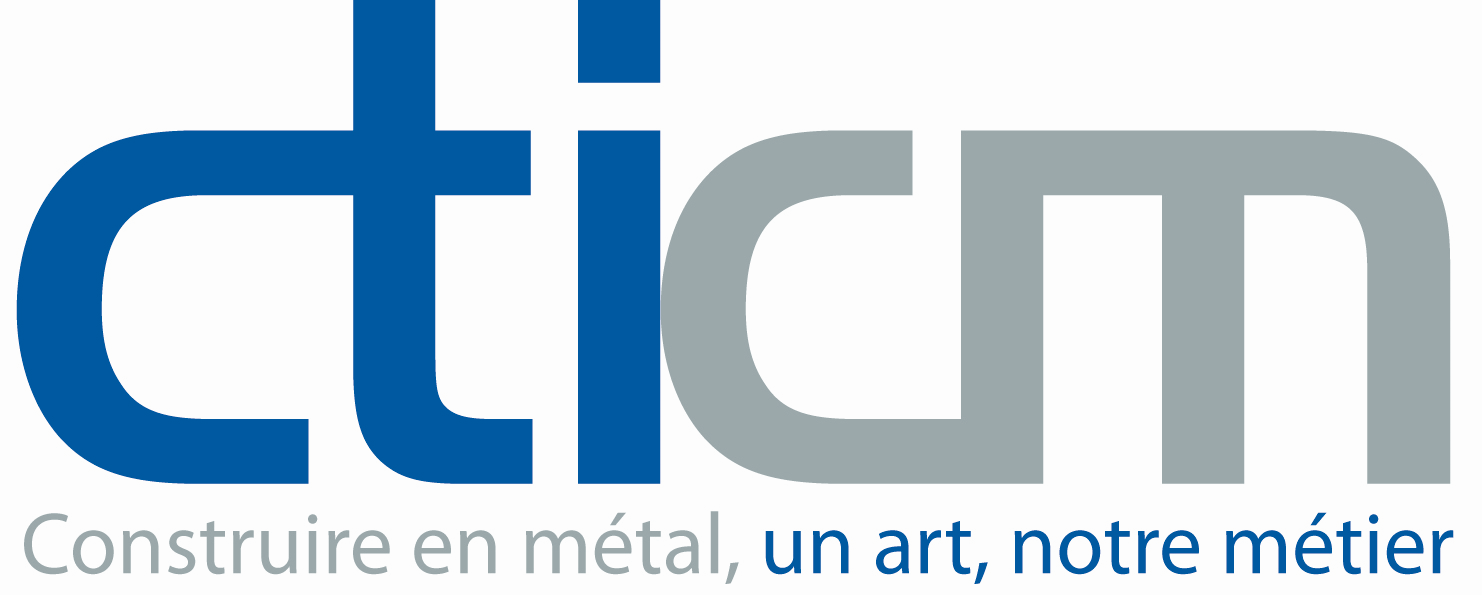 cticm
Construire en métal, un art, notre métier